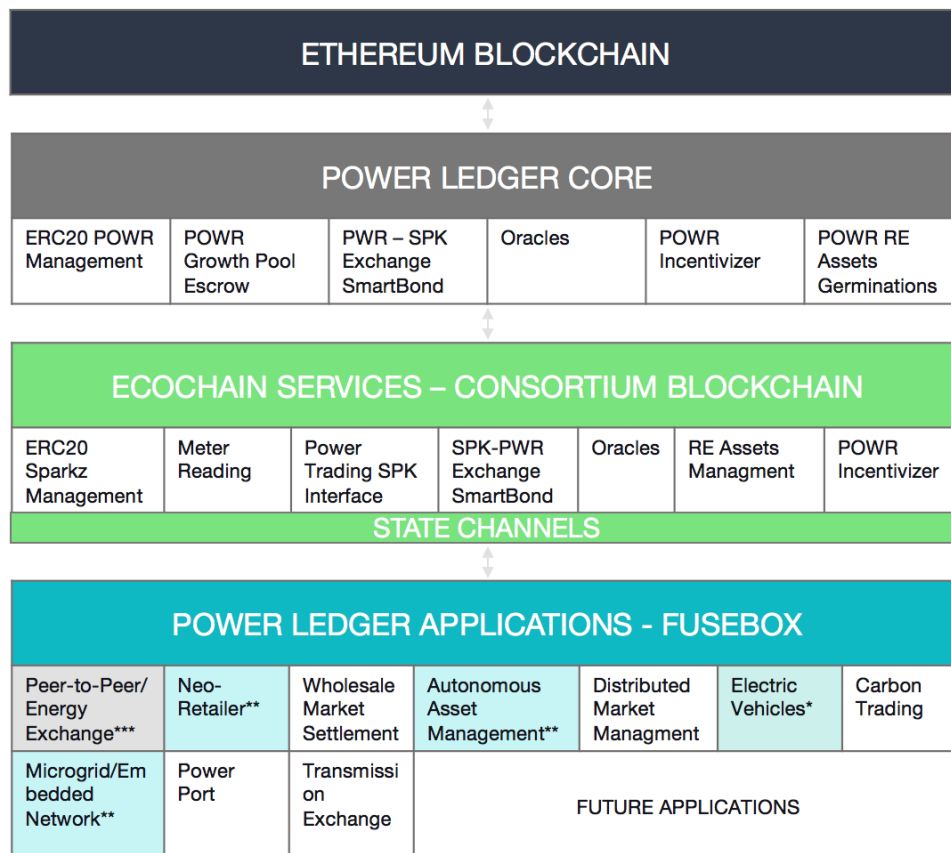 ETHEREUM BLOCKCHAIN
POWER LEDGER CORE
ERC20 POWR
Management
POWR
Growth Pool
Escrow
PWR – SPK
Exchange
SmartBond
Oracles
POWR
Incentivizer
POWR RE
Assets
Germinations
ECOCHAIN SERVICES – CONSORTIUM BLOCKCHAIN
ERC20
Sparkz
Management
Meter
Reading
Power
Trading SPK
Interface
SPK-PWR
Exchange
SmartBond
Oracles
RE Assets
Managment
POWR
Incentivizer
STATE CHANNELS
POWER LEDGER APPLICATIONS - FUSEBOX
Peer-to-Peer/
Energy
Exchange***
Neo-
Retailer**
Wholesale
Market
Settlement
Autonomous
Asset
Management**
Distributed
Market
Managment
Electric
Vehicles*
Carbon
Trading
Microgrid/Em
bedded
Network**
Power
Port
Transmissi
on
Exchange
FUTURE APPLICATIONS